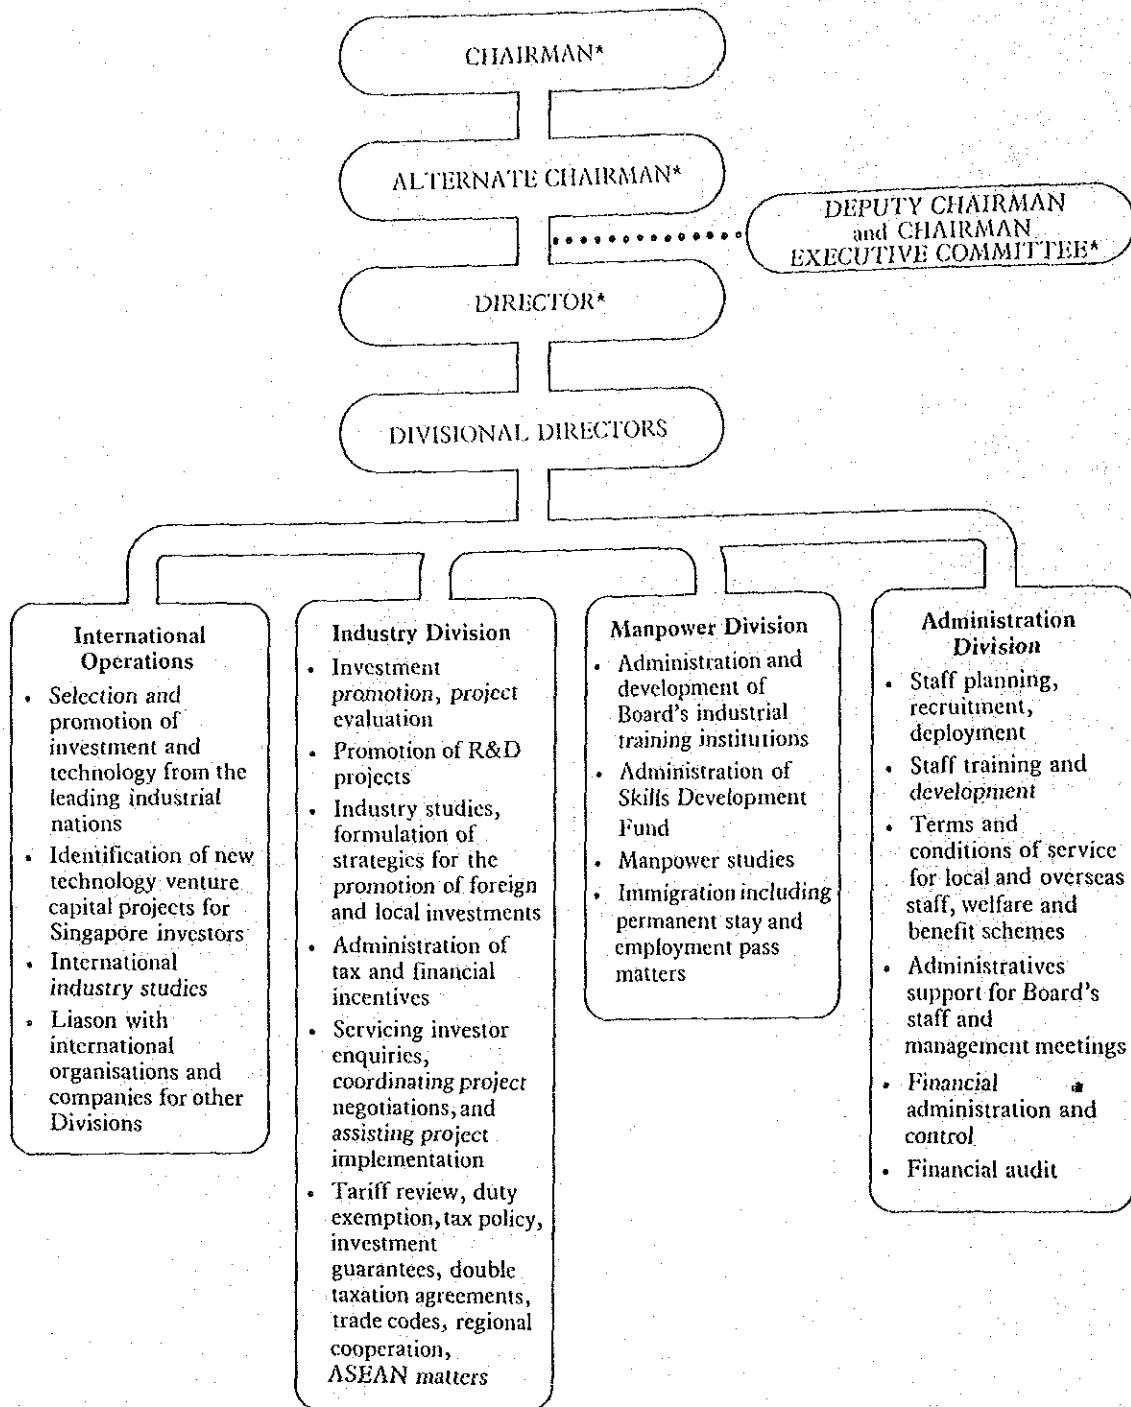 CHAIRMAN*
ALTERNATE CHAIRMAN*
DEPUTY CHAIRMAN
and CHAIRMAN
EXECUTIVE COMMITTEE*
DIRECTOR*
DIVISIONAL DIRECTORS
International
Operations
• Selection and
promotion of
investment and
technology from the
leading industrial
nations
• Identification of new
technology venture
capital projects for
Singapore investors
• International
industry studies
• Liason with
international
organisations and
companies for other
Divisions
Industry Division
• Investment
promotion, project
evaluation
• Promotion of R&D
projects
• Industry studies,
formulation of
strategies for the
promotion of foreign
and local investments
• Administration of
tax and financial
incentives
• Servicing investor
enquiries,
coordinating project
negotiations, and
assisting project
implementation
• Tariff review, duty
exemption, tax policy,
investment
guarantees, double
taxation agreements,
trade codes, regional
cooperation,
ASEAN matters
Manpower Division
• Administration and
development of
Board's industrial
training institutions
• Administration of
Skills Development
Fund
• Manpower studies
• Immigration including
permanent stay and
employment pass
matters
Administration
Division
• Staff planning,
recruitment,
deployment
• Staff training and
development
• Terms and
conditions of service
for local and overseas
staff, welfare and
benefit schemes
• Administratives
support for Board's
staff and
management meetings
• Financial
administration and
control
• Financial audit